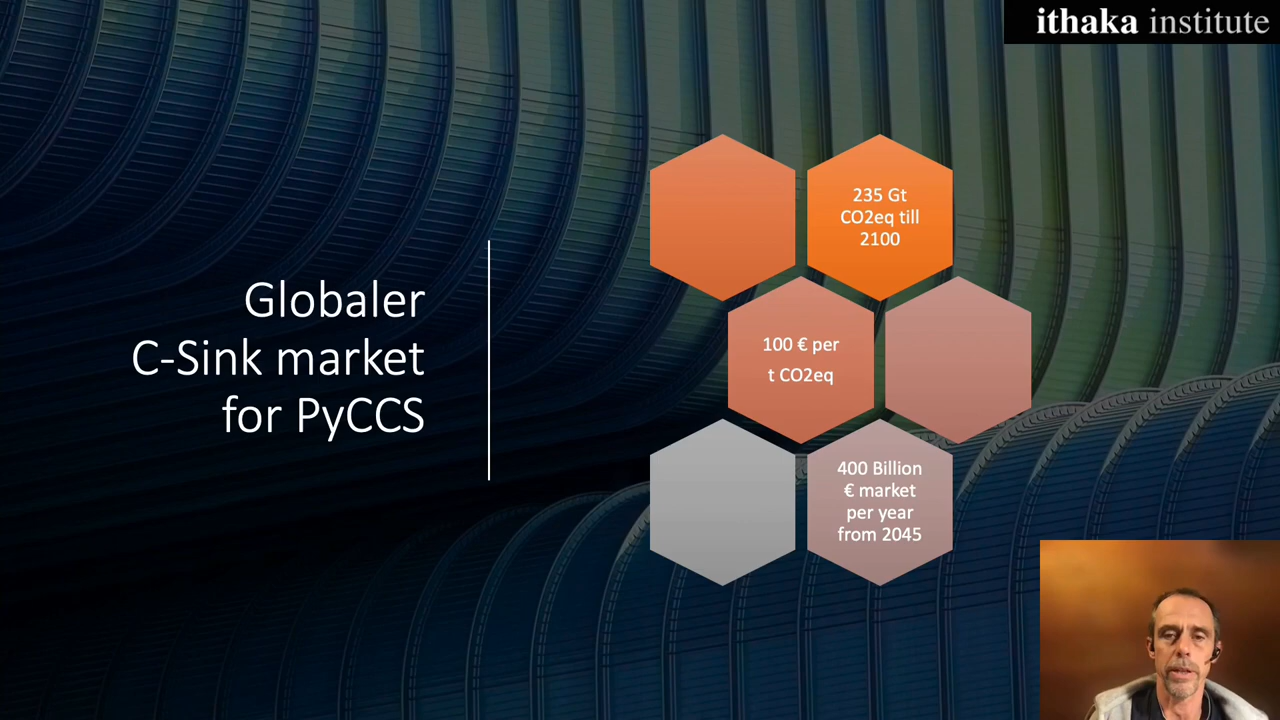 ithaka institute
Globaler
C-Sink market
for PyCCS
235 Gt
CO2eq till
2100
100 € per
t CO2eq
400 Billion
€ market
per year
from 2045